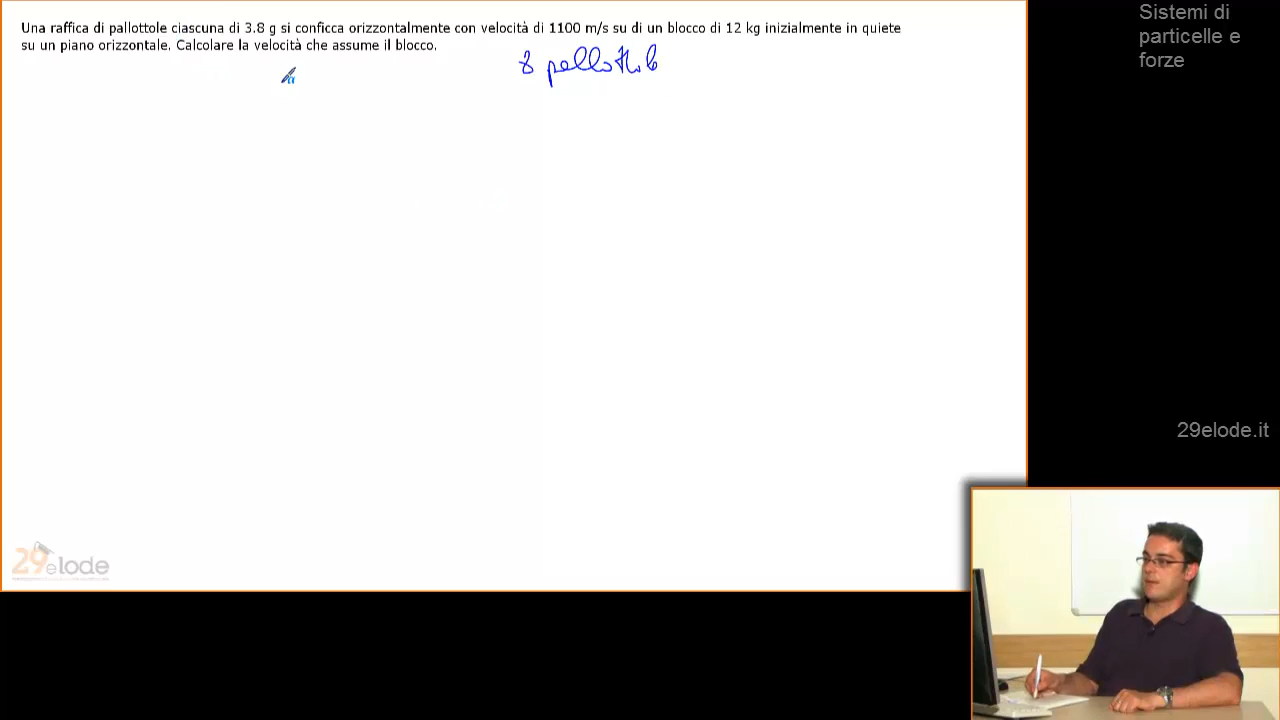 Una raffica di pallottole ciascuna di 3.8 g si conficca orizzontalmente con velocità di 1100 m/s su di un blocco di 12 kg inizialmente in quiete
su un piano orizzontale. Calcolare la velocità che assume il blocco.
8 pallottole
Sistemi di
particelle e
forze
29elode.it
29elode